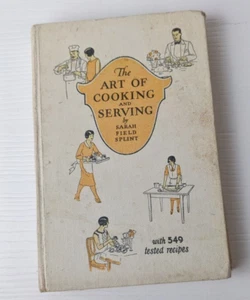 The
ART OF
COOKING
AND
SERVING
by
SARAH
FIELD
SPLINT
with 549
tested recipes